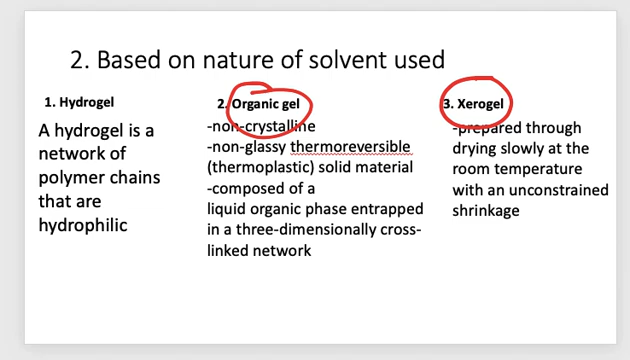 2. Based on nature of solvent used
1. Hydrogel
A hydrogel is a
network of
polymer chains
that are
hydrophilic
2. Organic gel
-non-crystalline
-non-glassy thermoreversible
(thermoplastic) solid material
-composed of a
liquid organic phase entrapped
in a three-dimensionally cross-
linked network
3. Xerogel
-prepared through
drying slowly at the
room temperature
with an unconstrained
shrinkage